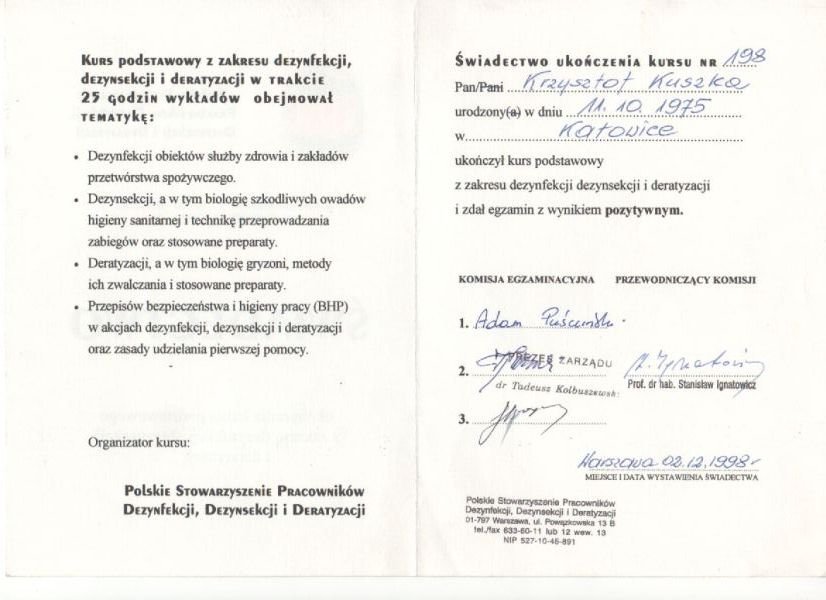 Kurs podstawowy z zakresu dezynfekcji,
dezynsekcji i deratyzacji w trakcie
25 godzin wykładów obejmował
tematykę:
• Dezynfekcji obiektów służby zdrowia i zakładów
przetwórstwa spożywczego.
• Dezynsekcji, a w tym biologię szkodliwych owadów
higieny sanitarnej i technikę przeprowadzania
zabiegów oraz stosowane preparaty.
• Deratyzacji, a w tym biologię gryzoni, metody
ich zwalczania i stosowane preparaty.
• Przepisów bezpieczeństwa i higieny pracy (BHP)
w akcjach dezynfekcji, dezynsekcji i deratyzacji
oraz zasady udzielania pierwszej pomocy.
Organizator kursu:
Polskie Stowarzyszenie Pracowników
Dezynfekcji, Dezynsekcji i Deratyzacji
Świadectwo ukończenia kursu nr 198
Pan/Pani Krzysztof Kuszka
urodzony(a) w dniu 11.10.1975
w Katowice
ukończył kurs podstawowy
z zakresu dezynfekcji dezynsekcji i deratyzacji
i zdał egzamin z wynikiem pozytywnym.
KOMISJA EGZAMINACYJNA PRZEWODNICZĄCY KOMISJI
1. Adam
2. PREZES ZARZĄDU
dr Tadeusz Kolbuszewski
S. Ignatowicz
Prof. dr hab. Stanisław Ignatowicz
3.
Warszawa 02.12.1998r
MIEJSCE I DATA WYSTAWIENIA ŚWIADECTWA
Polskie Stowarzyszenie Pracowników
Dezynfekcji, Dezynsekcji i Deratyzacji
01-797 Warszawa, ul. Powązkowska 13 B
tel./fax 633-60-11 lub 12 wew. 13
NIP 527-10-45-891